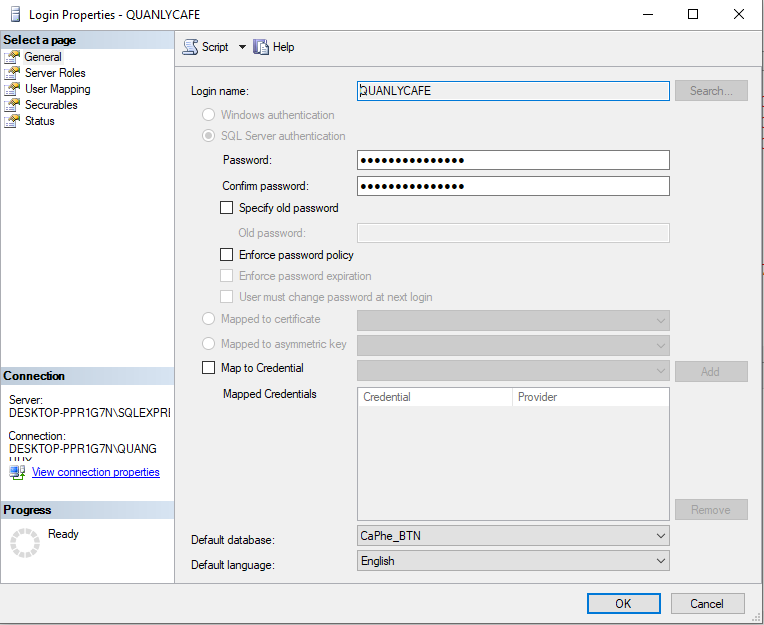 Login Properties - QUANLYCAFE
Select a page
General
Server Roles
User Mapping
Securables
Status
Script
Help
Login name:
QUANLYCAFE
Search...
Windows authentication
SQL Server authentication
Password:
●●●●●●●●●●●●●●●
Confirm password:
●●●●●●●●●●●●●●●
Specify old password
Old password:
Enforce password policy
Enforce password expiration
User must change password at next login
Mapped to certificate
Mapped to asymmetric key
Map to Credential
Add
Mapped Credentials
Credential Provider
Remove
Default database:
CaPhe_BTN
Default language:
English
Connection
Server:
DESKTOP-PPR1G7N\SQLEXPRI
Connection:
DESKTOP-PPR1G7N\QUANG
View connection properties
Progress
Ready
OK
Cancel